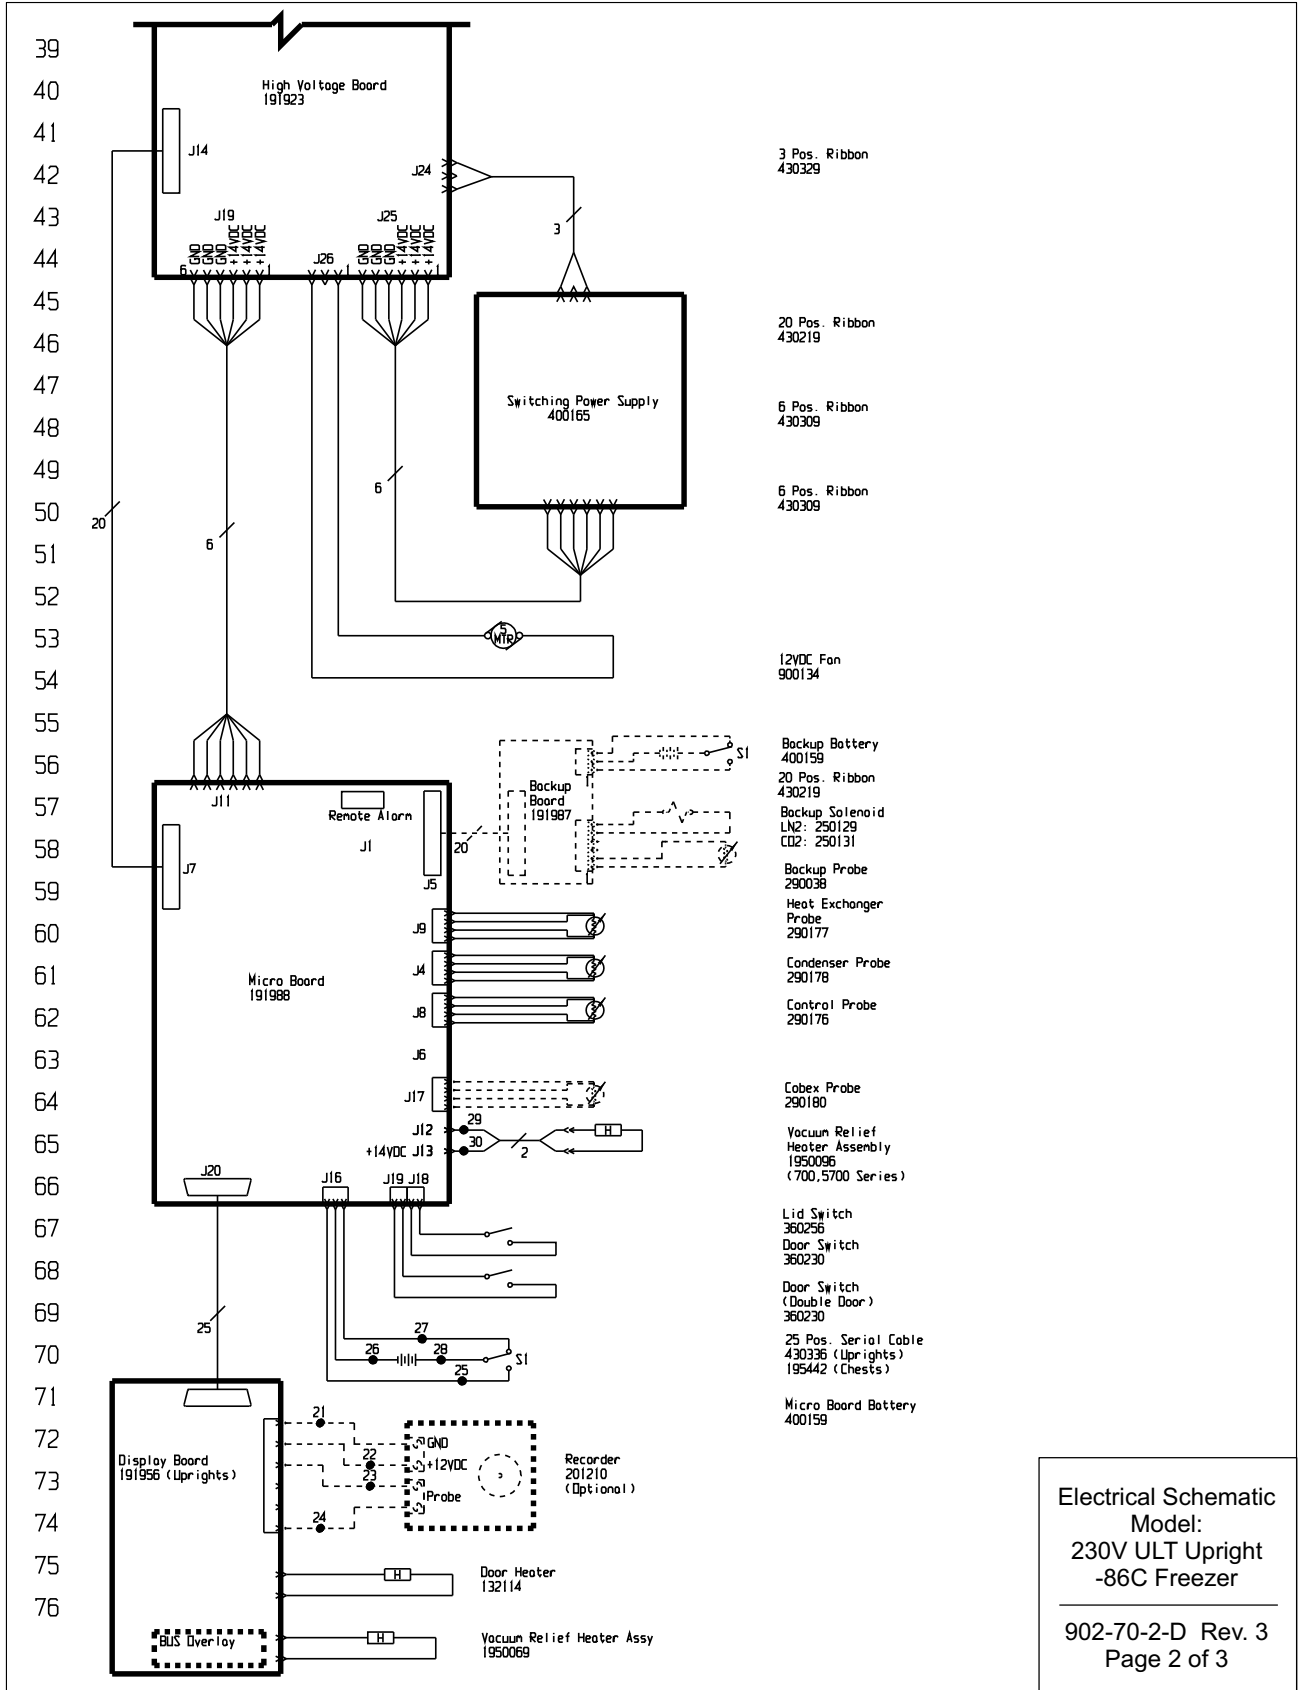 39
40
41
42
43
44
45
46
47
48
49
50
51
52
53
54
55
56
57
58
59
60
61
62
63
64
65
66
67
68
69
70
71
72
73
74
75
76
High Voltage Board
191923
J14
J24
J19
GND
GND
GND
+14VDC
+14VDC
+14VDC
6
1
J26
1
J25
GND
GND
GND
+14VDC
+14VDC
+14VDC
1
3
3 Pos. Ribbon
430329
20 Pos. Ribbon
430219
Switching Power Supply
400165
6 Pos. Ribbon
430309
6 Pos. Ribbon
430309
20
6
6
5
MTR
12VDC Fan
900134
J11
Remote Alarm
J1
J5
J7
20
Backup
Board
191987
S1
Backup Battery
400159
20 Pos. Ribbon
430219
Backup Solenoid
LN2: 250129
CO2: 250131
Backup Probe
290038
J9
Heat Exchanger
Probe
290177
Micro Board
191988
J4
Condenser Probe
290178
J8
Control Probe
290176
J6
J17
Cobex Probe
290180
J12
29
+14VDC J13
30
2
H
Vacuum Relief
Heater Assembly
1950096
(700,5700 Series)
J20
J16
J19 J18
Lid Switch
360256
Door Switch
360230
Door Switch
(Double Door)
360230
25
27
26
28
S1
25
25 Pos. Serial Cable
430336 (Uprights)
195442 (Chests)
Micro Board Battery
400159
Display Board
191956 (Uprights)
21
22
23
24
GND
+12VDC
Probe
Recorder
201210
(Optional)
H
Door Heater
132114
BUS Overlay
H
Vacuum Relief Heater Assy
1950069
Electrical Schematic
Model:
230V ULT Upright
-86C Freezer
902-70-2-D Rev. 3
Page 2 of 3